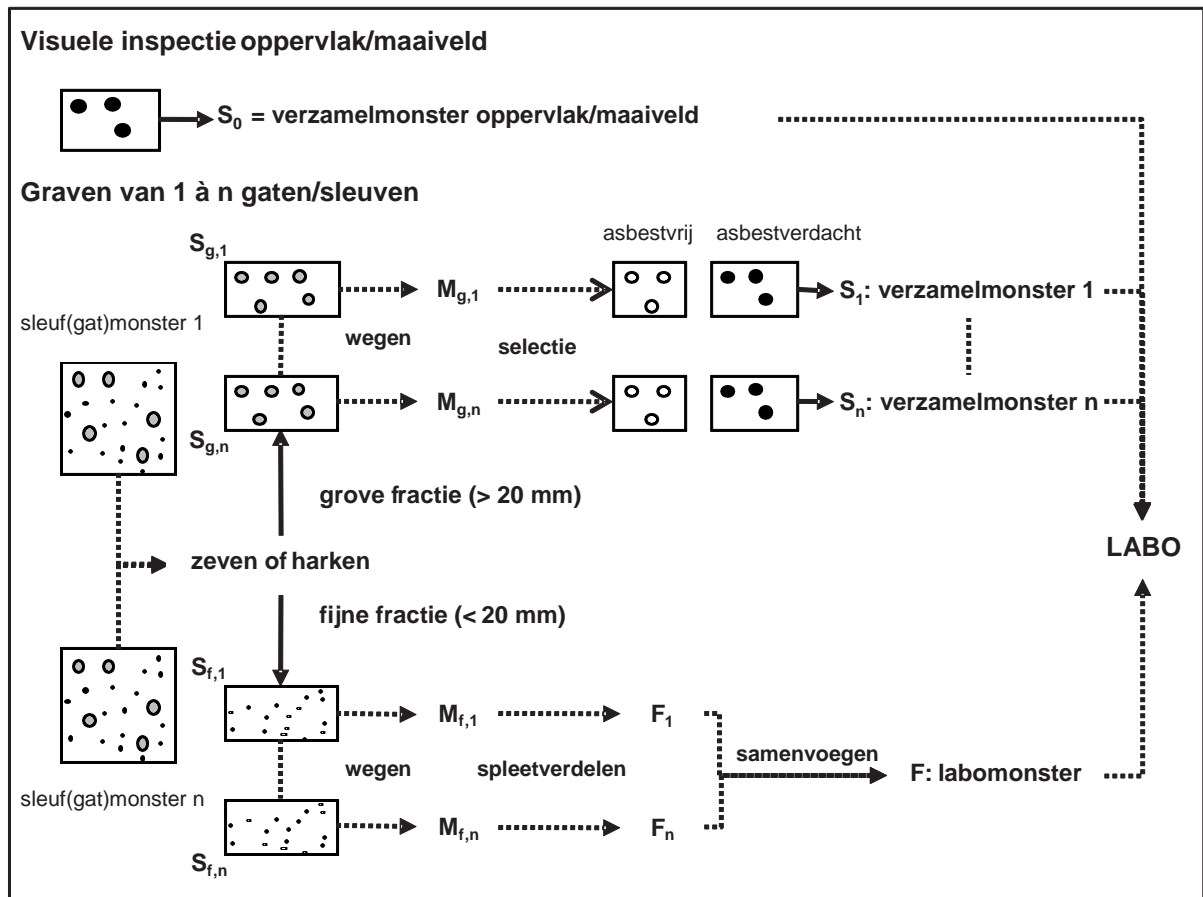 Visuele inspectie oppervlak/maaiveld
S0 = verzamelmonster oppervlak/maaiveld
Graven van 1 à n gaten/sleuven
Sg,1
asbestvrij
asbestverdacht
Mg,1
S1: verzamelmonster 1
sleuf(gat)monster 1
wegen
selectie
Sg,n
Mg,n
Sn: verzamelmonster n
grove fractie (> 20 mm)
zeven of harken
LABO
fijne fractie (< 20 mm)
Sf,1
Mf,1
F1
wegen
spleetverdelen
samenvoegen
F: labomonster
sleuf(gat)monster n
Sf,n
Mf,n
Fn